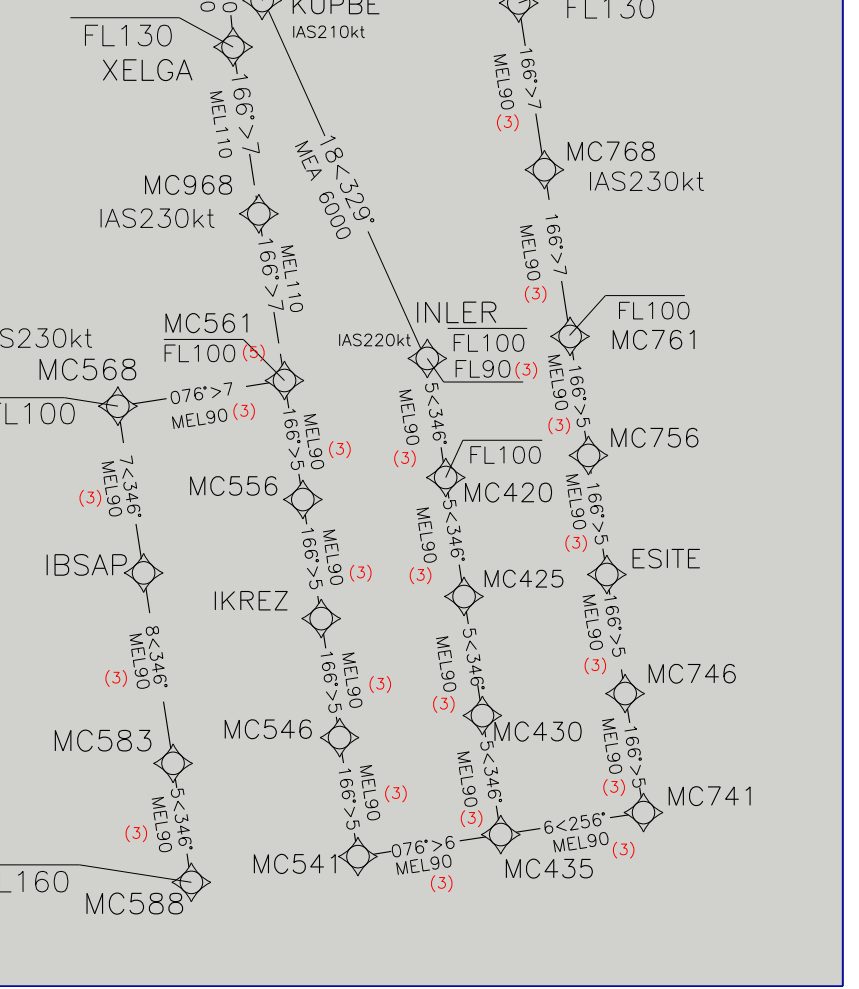 KUPBE
IAS210kt
FL130
FL130
XELGA
166°>7
MEL110
166°>7
MEL90
(3)
18<329°
MEA 6000
MC768
IAS230kt
MC968
IAS230kt
166°>7
MEL110
166°>7
MEL90
(3)
MC561
FL100 (5)
INLER
IAS220kt
FL100
FL90 (3)
FL100
MC761
S230kt
MC568
FL100
076°>7
MEL90 (3)
166°>5
MEL90
(3)
5<346°
MEL90
(3)
166°>5
MEL90
(3)
FL100
MC420
MC756
7<346°
MEL90
(3)
MC556
166°>5
MEL90
(3)
5<346°
MEL90
(3)
166°>5
MEL90
(3)
IBSAP
IKREZ
MC425
ESITE
8<346°
MEL90
(3)
166°>5
MEL90
(3)
5<346°
MEL90
(3)
166°>5
MEL90
(3)
MC746
MC583
MC546
MC430
5<346°
MEL90
(3)
166°>5
MEL90
(3)
5<346°
MEL90
(3)
166°>5
MEL90
(3)
MC741
MC541
076°>6
MEL90
(3)
MC435
6<256°
MEL90
(3)
L160
MC588